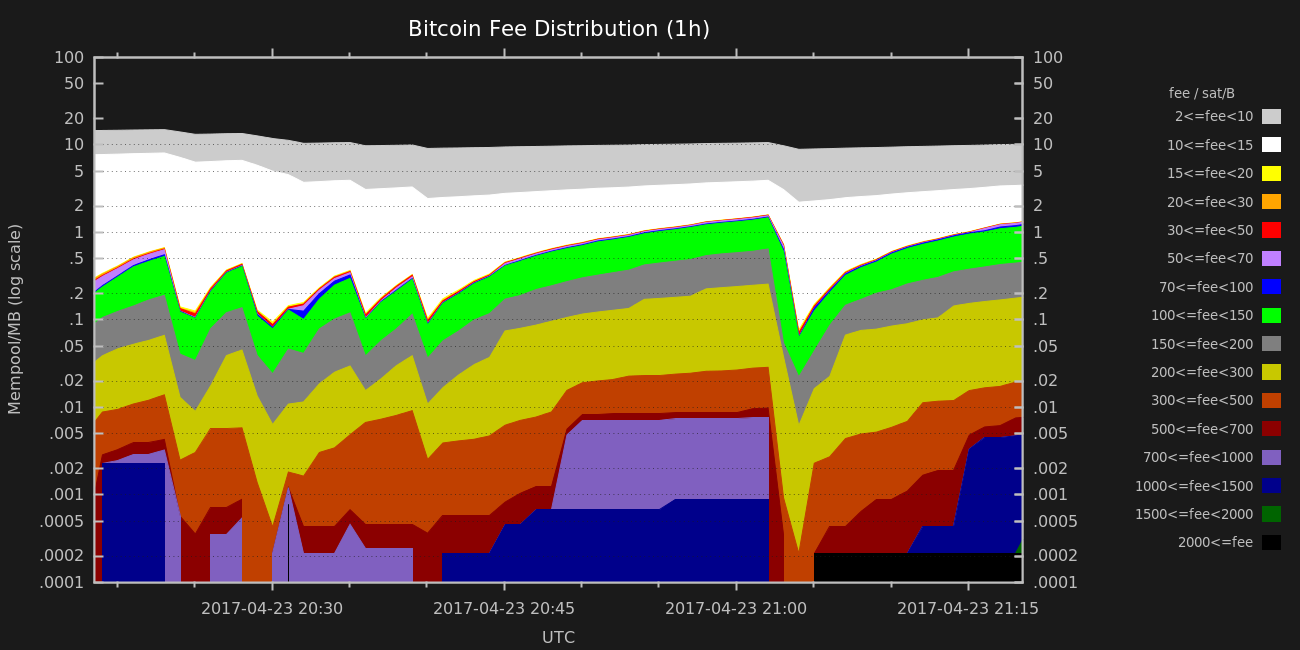 Bitcoin Fee Distribution (1h)
100 100
50 50
20 20
10 10
5 5
2 2
1 1
.5 .5
.2 .2
.1 .1
.05 .05
.02 .02
.01 .01
.005 .005
.002 .002
.001 .001
.0005 .0005
.0002 .0002
.0001 .0001
Mempool/MB (log scale)
2017-04-23 20:30 2017-04-23 20:45 2017-04-23 21:00 2017-04-23 21:15
UTC
fee / sat/B
2<=fee<10
10<=fee<15
15<=fee<20
20<=fee<30
30<=fee<50
50<=fee<70
70<=fee<100
100<=fee<150
150<=fee<200
200<=fee<300
300<=fee<500
500<=fee<700
700<=fee<1000
1000<=fee<1500
1500<=fee<2000
2000<=fee